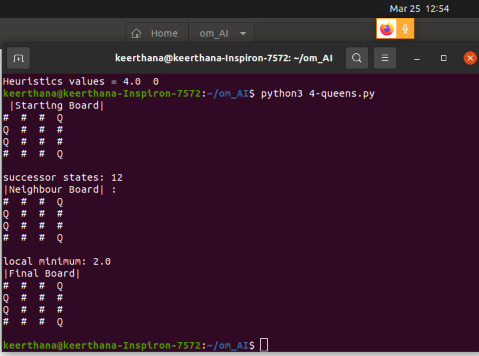 Mar 25 12:54
Home om_AI
keerthana@keerthana-Inspiron-7572: ~/om_AI
Heuristics values = 4.0 0
keerthana@keerthana-Inspiron-7572:~/om_AI$ python3 4-queens.py
|Starting Board|
# # # Q
Q # # #
Q # # #
# # # Q
successor states: 12
|Neighbour Board| :
# # # Q
Q # # #
Q # # #
# # # Q
local minimum: 2.0
|Final Board|
# # # Q
Q # # #
Q # # #
# # # Q
keerthana@keerthana-Inspiron-7572:~/om_AI$